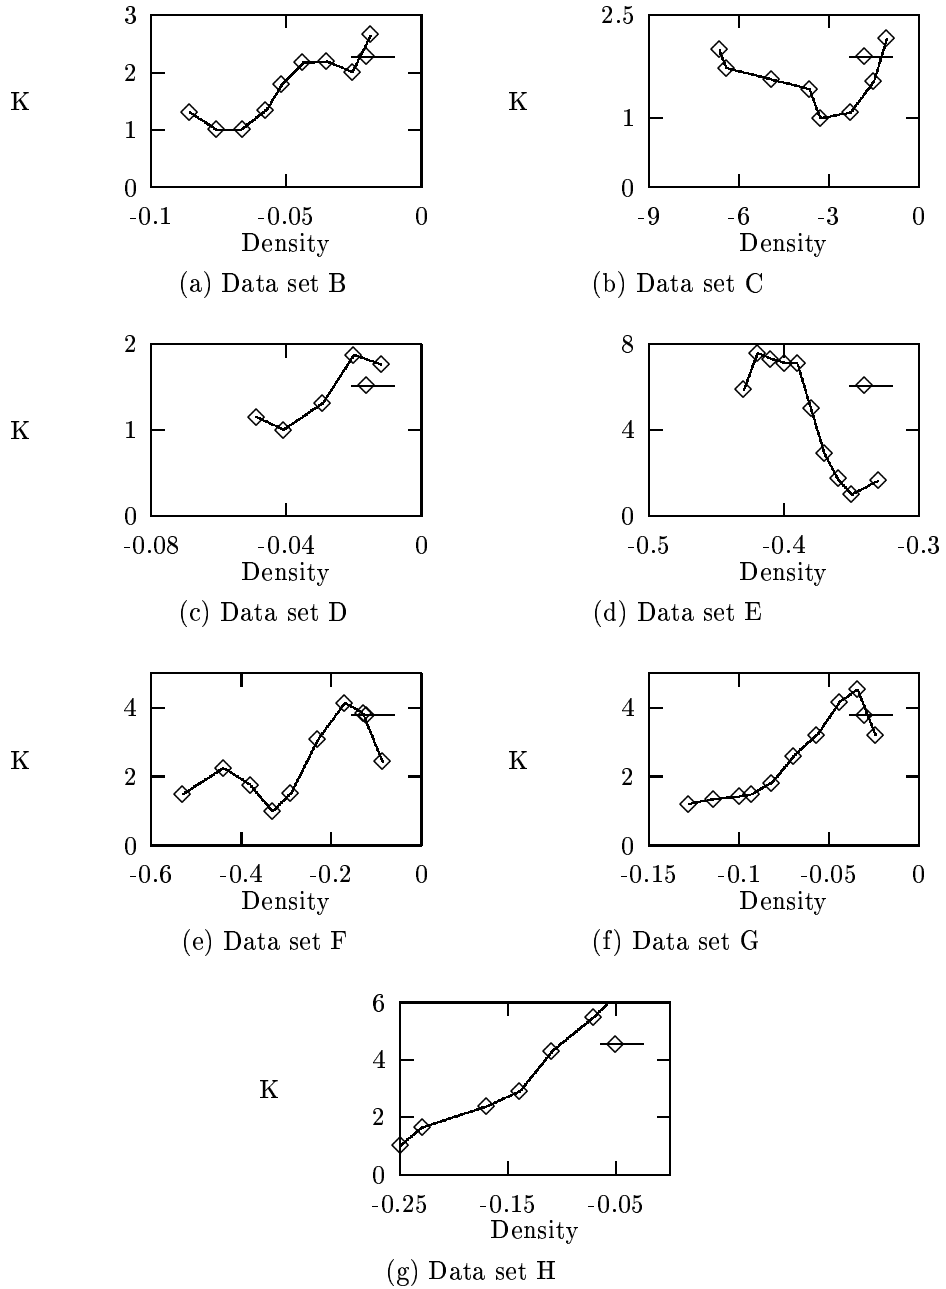 3
2
1
0
K
-0.1
-0.05
0
Density
(a) Data set B
2.5
1
0
K
-9
-6
-3
0
Density
(b) Data set C
2
1
0
K
-0.08
-0.04
0
Density
(c) Data set D
8
4
0
-0.5
-0.4
-0.3
Density
(d) Data set E
4
2
0
K
-0.6
-0.4
-0.2
0
Density
(e) Data set F
4
2
0
K
-0.15
-0.1
-0.05
0
Density
(f) Data set G
6
4
2
0
K
-0.25
-0.15
-0.05
Density
(g) Data set H